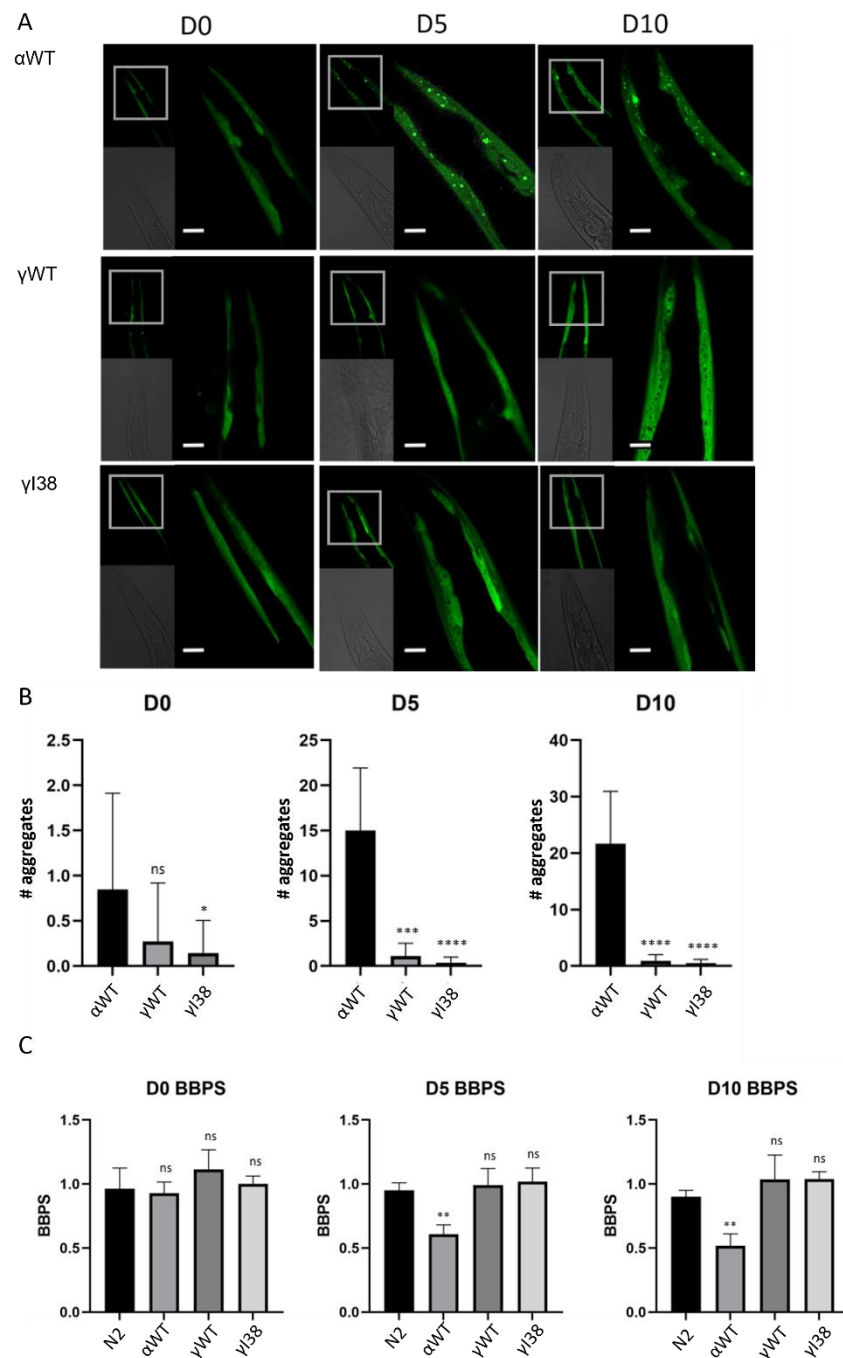 A
D0 D5 D10
αWT
γWT
γI38
B
D0 D5 D10
2.5 25 40
2.0 20 30
1.5 15 20
1.0 10 10
0.5 5 0
0.0 0
# aggregates # aggregates # aggregates
ns * *** **** **** ****
αWT γWT γI38 αWT γWT γI38 αWT γWT γI38
C
D0 BBPS D5 BBPS D10 BBPS
1.5 1.5 1.5
1.0 1.0 1.0
0.5 0.5 0.5
0.0 0.0 0.0
BBPS BBPS BBPS
ns ns ns ** ns ns ** ns ns
N2 αWT γWT γI38 N2 αWT γWT γI38 N2 αWT γWT γI38